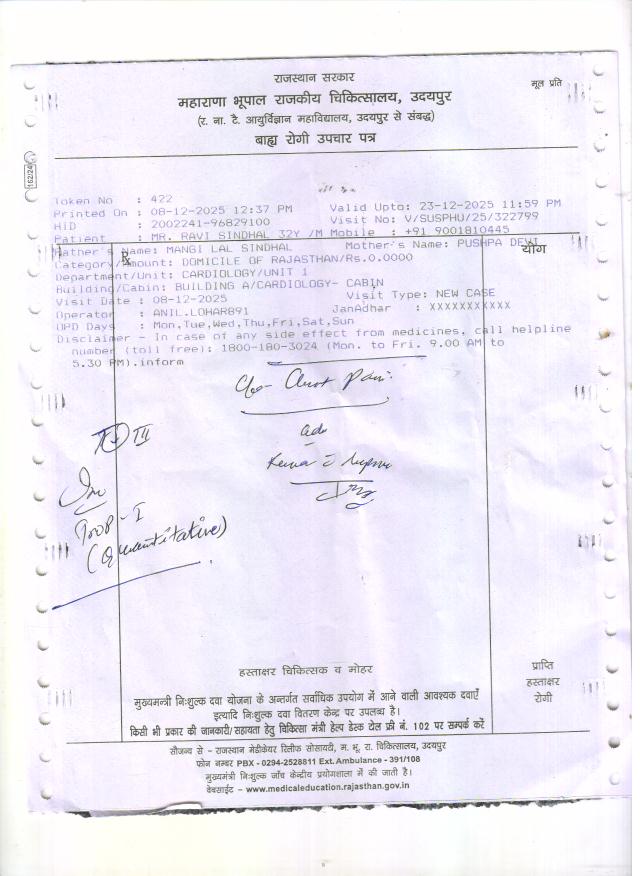 राजस्थान सरकार
मूल प्रति
महाराणा भूपाल राजकीय चिकित्सालय, उदयपुर
(र. ना. टै. आयुर्विज्ञान महाविद्यालय, उदयपुर से संबद्ध)
बाह्य रोगी उपचार पत्र
152/24
Token No : 422
Printed On : 08-12-2025 12:37 PM Valid Upto: 23-12-2025 11:59 PM
HID : 2002241-96829100 Visit No: V/SUSPHU/25/322799
Patient : MR. RAVI SINDHAL 32Y /M Mobile : +91 9001810445
Father's Name: MANGI LAL SINDHAL Mother's Name: PUSHPA DEVI
योग
Rx
Category/Amount: DOMICILE OF RAJASTHAN/Rs.0.0000
Department/Unit: CARDIOLOGY/UNIT 1
Building/Cabin: BUILDING A/CARDIOLOGY- CABIN
Visit Date : 08-12-2025 Visit Type: NEW CASE
Operator : ANIL.LOHAR891 JanAdhar : XXXXXXXXXXX
OPD Days : Mon,Tue,Wed,Thu,Fri,Sat,Sun
Disclaimer - In case of any side effect from medicines, call helpline
number (toll free): 1800-180-3024 (Mon. to Fri. 9.00 AM to
5.30 PM).inform
C/o- Chest Pain
adv
TROP-I
(Quantitative)
हस्ताक्षर चिकित्सक व मोहर
प्राप्ति
हस्ताक्षर
रोगी
मुख्यमन्त्री निःशुल्क दवा योजना के अन्तर्गत सर्वाधिक उपयोग में आने वाली आवश्यक दवाएँ
इत्यादि निःशुल्क दवा वितरण केन्द्र पर उपलब्ध है।
किसी भी प्रकार की जानकारी/सहायता हेतु चिकित्सा मंत्री हेल्प डेस्क टोल फ्री नं. 102 पर सम्पर्क करें
सौजन्य से - राजस्थान मेडीकेयर रिलीफ सोसायटी, म. भू. रा. चिकित्सालय, उदयपुर
फोन नम्बर PBX - 0294-2528811 Ext. Ambulance - 391/108
मुख्यमंत्री निःशुल्क जाँच केन्द्रीय प्रयोगशाला में की जाती है।
वेबसाईट - www.medicaleducation.rajasthan.gov.in